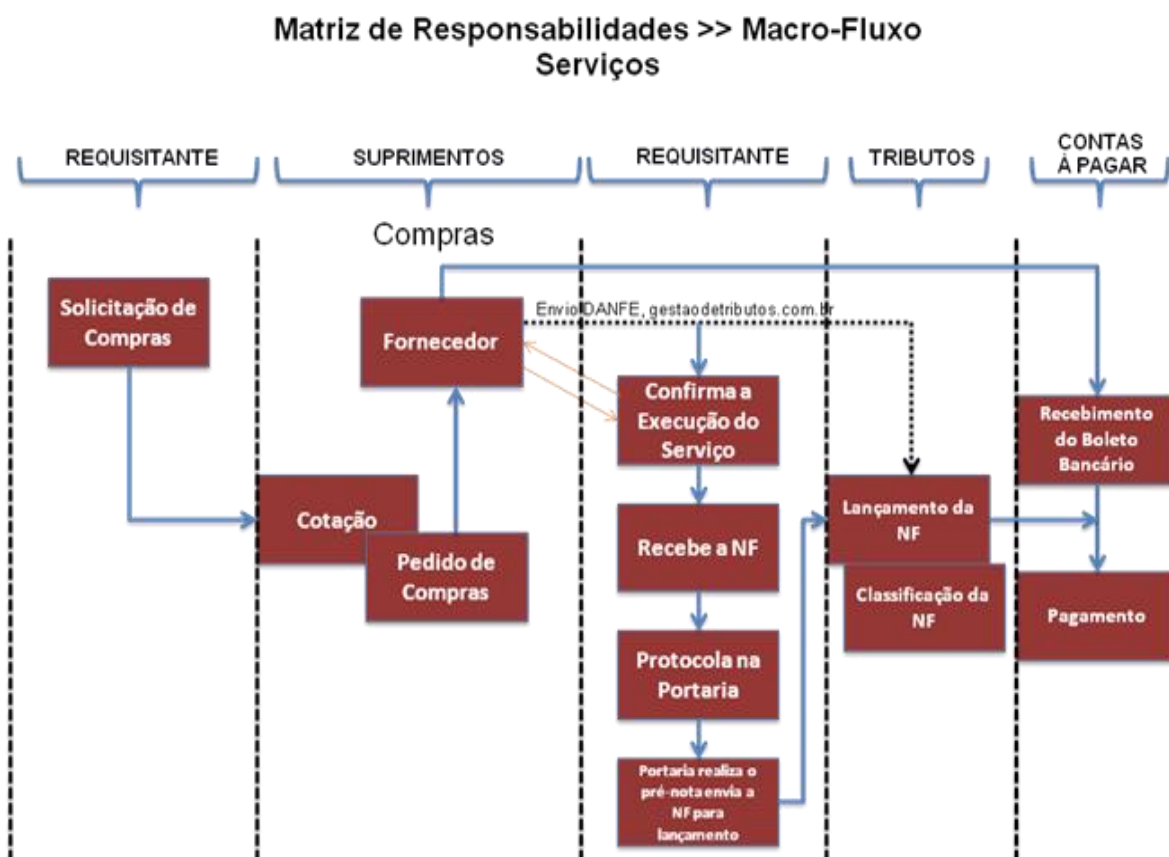 Matriz de Responsabilidades >> Macro-Fluxo
Serviços
REQUISITANTE
SUPRIMENTOS
REQUISITANTE
TRIBUTOS
CONTAS
À PAGAR
Compras
Solicitação de
Compras
Fornecedor
Envio DANFE, gestaodetributos.com.br
Confirma a
Execução do
Serviço
Recebimento
do Boleto
Bancário
Cotação
Pedido de
Compras
Recebe a NF
Lançamento da
NF
Classificação da
NF
Pagamento
Protocola na
Portaria
Portaria realiza o
pré-nota envia a
NF para
lançamento